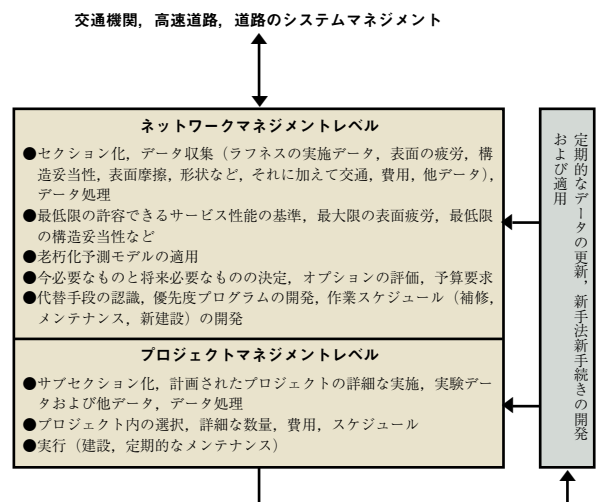 交通機関，高速道路，道路のシステムマネジメント
ネットワークマネジメントレベル
●セクション化，データ収集（ラフネスの実施データ，表面の疲労，構
造妥当性，表面摩擦，形状など，それに加えて交通，費用，他データ），
データ処理
●最低限の許容できるサービス性能の基準，最大限の表面疲労，最低限
の構造妥当性など
●老朽化予測モデルの適用
●今必要なものと将来必要なものの決定，オプションの評価，予算要求
●代替手段の認識，優先度プログラムの開発，作業スケジュール（補修，
メンテナンス，新建設）の開発
プロジェクトマネジメントレベル
●サブセクション化，計画されたプロジェクトの詳細な実施，実験デー
タおよび他データ，データ処理
●プロジェクト内の選択，詳細な数量，費用，スケジュール
●実行（建設，定期的なメンテナンス）
定期的なデータの更新，新手法新手続きの開発
および適用